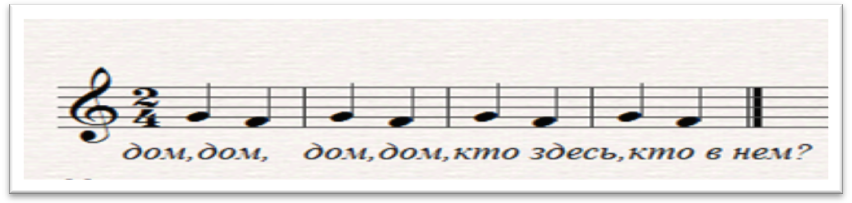 2
4
дом, дом, дом, дом, кто здесь, кто в нем?